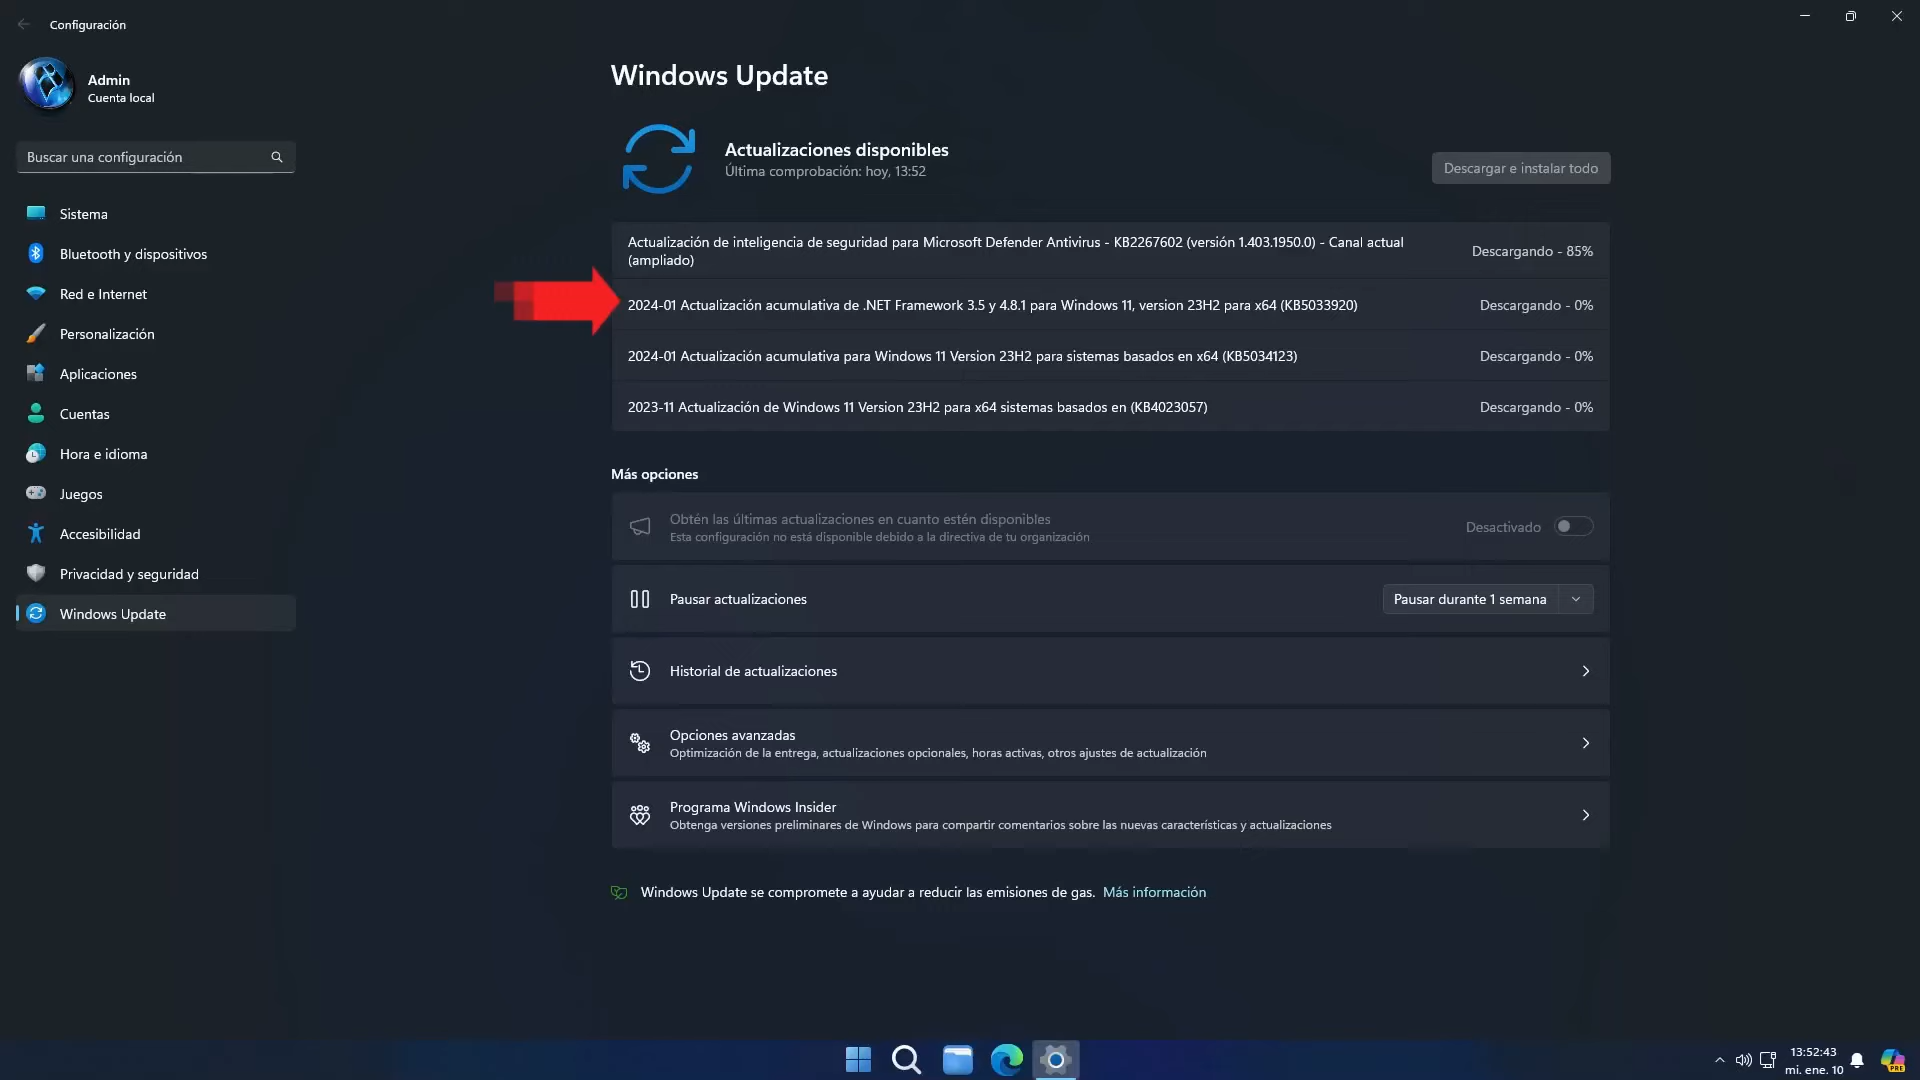 Configuración
Admin
Cuenta local
Buscar una configuración
Sistema
Bluetooth y dispositivos
Red e Internet
Personalización
Aplicaciones
Cuentas
Hora e idioma
Juegos
Accesibilidad
Privacidad y seguridad
Windows Update
Windows Update
Actualizaciones disponibles
Última comprobación: hoy, 13:52
Descargar e instalar todo
Actualización de inteligencia de seguridad para Microsoft Defender Antivirus - KB2267602 (versión 1.403.1950.0) - Canal actual
(ampliado)
Descargando - 85%
2024-01 Actualización acumulativa de .NET Framework 3.5 y 4.8.1 para Windows 11, version 23H2 para x64 (KB5033920)
Descargando - 0%
2024-01 Actualización acumulativa para Windows 11 Version 23H2 para sistemas basados en x64 (KB5034123)
Descargando - 0%
2023-11 Actualización de Windows 11 Version 23H2 para x64 sistemas basados en (KB4023057)
Descargando - 0%
Más opciones
Obtén las últimas actualizaciones en cuanto estén disponibles
Esta configuración no está disponible debido a la directiva de tu organización
Desactivado
Pausar actualizaciones
Pausar durante 1 semana
Historial de actualizaciones
Opciones avanzadas
Optimización de la entrega, actualizaciones opcionales, horas activas, otros ajustes de actualización
Programa Windows Insider
Obtenga versiones preliminares de Windows para compartir comentarios sobre las nuevas características y actualizaciones
Windows Update se compromete a ayudar a reducir las emisiones de gas. Más información
13:52:43
mi. ene. 10
PRE